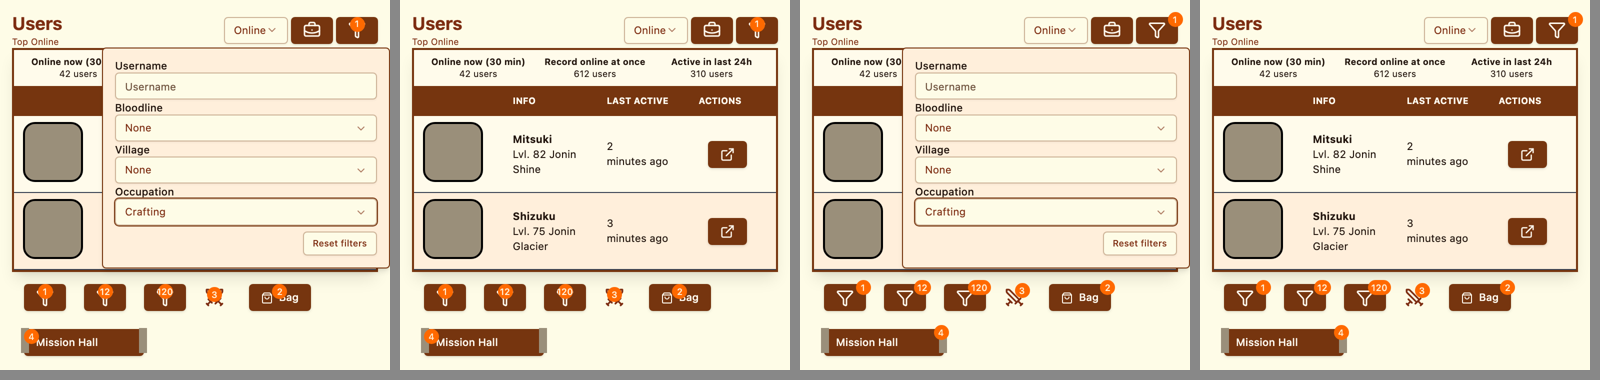 Users
Top Online
Online
1
Online now (30
42 users
Username
Username
Bloodline
None
Village
None
Occupation
Crafting
Reset filters
1
12
120
3
2
Bag
4
Mission Hall
Users
Top Online
Online
1
Online now (30 min)
42 users
Record online at once
612 users
Active in last 24h
310 users
INFO
LAST ACTIVE
ACTIONS
Mitsuki
Lvl. 82 Jonin
Shine
2
minutes ago
Shizuku
Lvl. 75 Jonin
Glacier
3
minutes ago
1
12
120
3
2
Bag
4
Mission Hall
Users
Top Online
Online
1
Online now (30
42 users
Username
Username
Bloodline
None
Village
None
Occupation
Crafting
Reset filters
1
12
120
3
Bag
2
Mission Hall
4
Users
Top Online
Online
1
Online now (30 min)
42 users
Record online at once
612 users
Active in last 24h
310 users
INFO
LAST ACTIVE
ACTIONS
Mitsuki
Lvl. 82 Jonin
Shine
2
minutes ago
Shizuku
Lvl. 75 Jonin
Glacier
3
minutes ago
1
12
120
3
Bag
2
Mission Hall
4